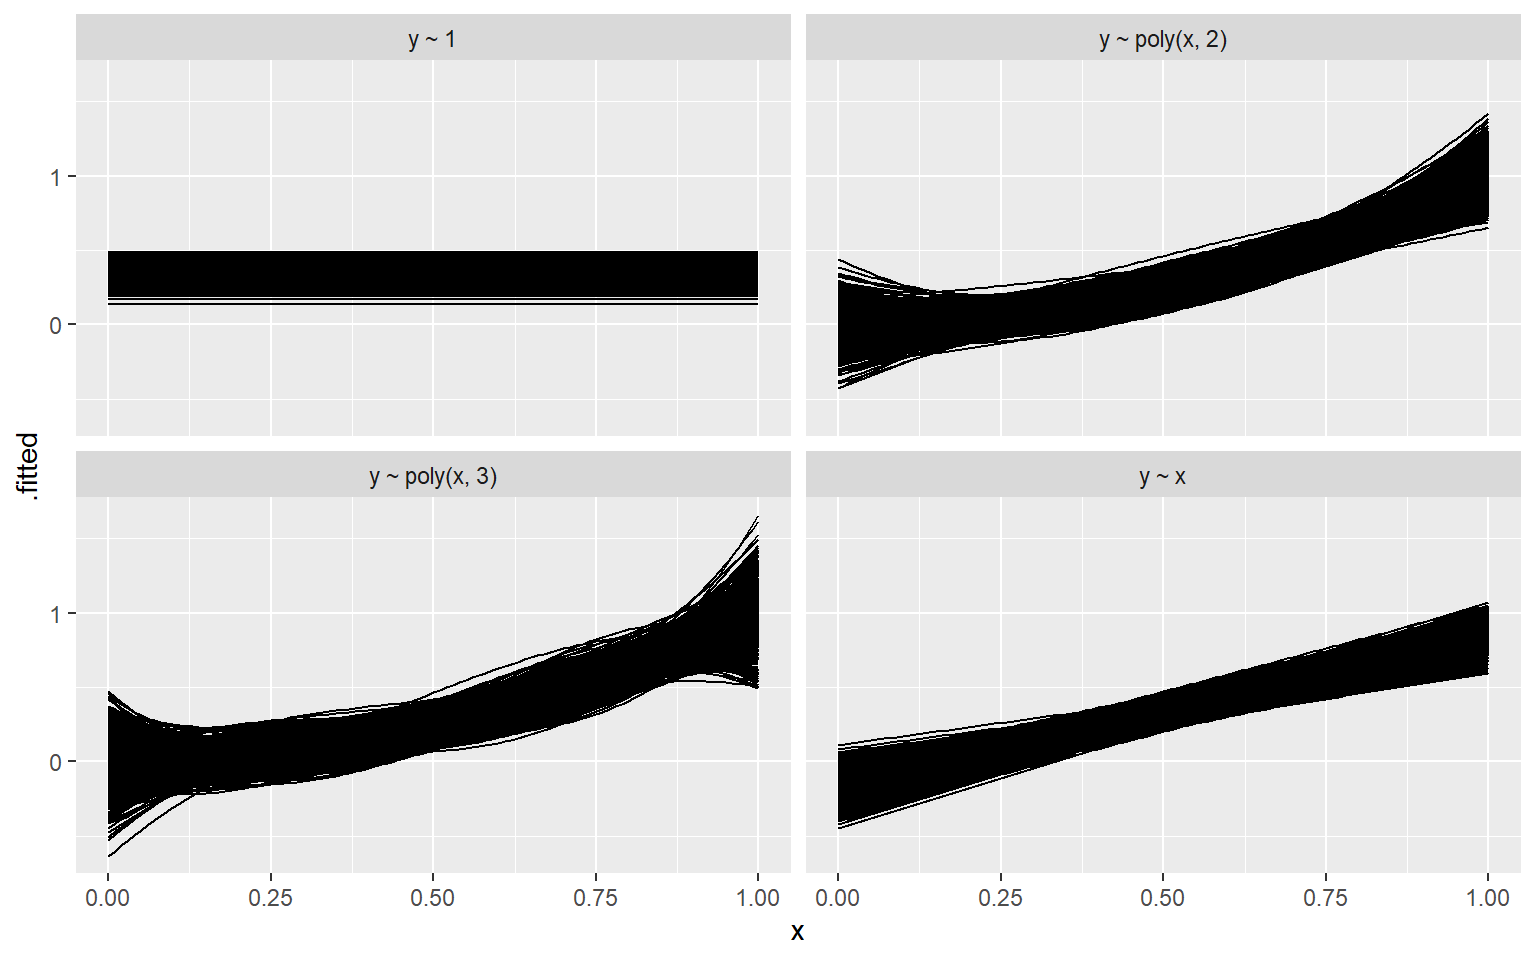 y ~ 1
y ~ poly(x, 2)
1
0
.fitted
y ~ poly(x, 3)
y ~ x
1
0
0.00 0.25 0.50 0.75 1.00 0.00 0.25 0.50 0.75 1.00
x